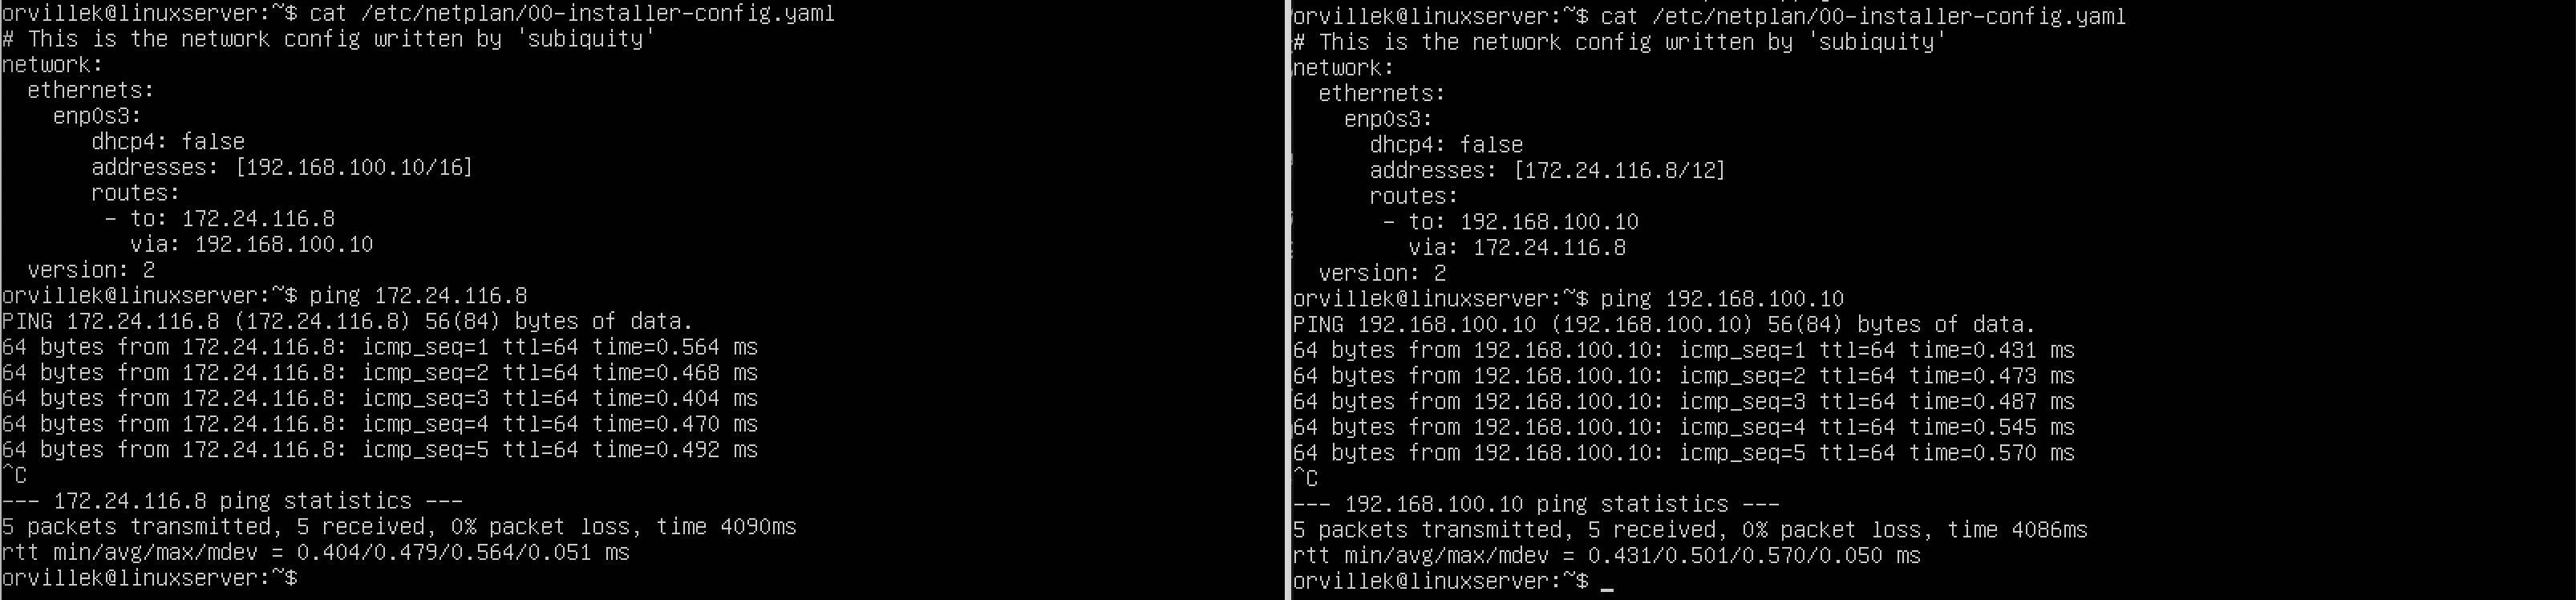 orvillek@linuxserver:~$ cat /etc/netplan/00-installer-config.yaml
# This is the network config written by 'subiquity'
network:
  ethernets:
    enp0s3:
       dhcp4: false
       addresses: [192.168.100.10/16]
       routes:
        - to: 172.24.116.8
          via: 192.168.100.10
  version: 2
orvillek@linuxserver:~$ ping 172.24.116.8
PING 172.24.116.8 (172.24.116.8) 56(84) bytes of data.
64 bytes from 172.24.116.8: icmp_seq=1 ttl=64 time=0.564 ms
64 bytes from 172.24.116.8: icmp_seq=2 ttl=64 time=0.468 ms
64 bytes from 172.24.116.8: icmp_seq=3 ttl=64 time=0.404 ms
64 bytes from 172.24.116.8: icmp_seq=4 ttl=64 time=0.470 ms
64 bytes from 172.24.116.8: icmp_seq=5 ttl=64 time=0.492 ms
^C
--- 172.24.116.8 ping statistics ---
5 packets transmitted, 5 received, 0% packet loss, time 4090ms
rtt min/avg/max/mdev = 0.404/0.479/0.564/0.051 ms
orvillek@linuxserver:~$
orvillek@linuxserver:~$ cat /etc/netplan/00-installer-config.yaml
# This is the network config written by 'subiquity'
network:
  ethernets:
    enp0s3:
      dhcp4: false
      addresses: [172.24.116.8/12]
      routes:
       - to: 192.168.100.10
         via: 172.24.116.8
  version: 2
orvillek@linuxserver:~$ ping 192.168.100.10
PING 192.168.100.10 (192.168.100.10) 56(84) bytes of data.
64 bytes from 192.168.100.10: icmp_seq=1 ttl=64 time=0.431 ms
64 bytes from 192.168.100.10: icmp_seq=2 ttl=64 time=0.473 ms
64 bytes from 192.168.100.10: icmp_seq=3 ttl=64 time=0.487 ms
64 bytes from 192.168.100.10: icmp_seq=4 ttl=64 time=0.545 ms
64 bytes from 192.168.100.10: icmp_seq=5 ttl=64 time=0.570 ms
^C
--- 192.168.100.10 ping statistics ---
5 packets transmitted, 5 received, 0% packet loss, time 4086ms
rtt min/avg/max/mdev = 0.431/0.501/0.570/0.050 ms
orvillek@linuxserver:~$ _